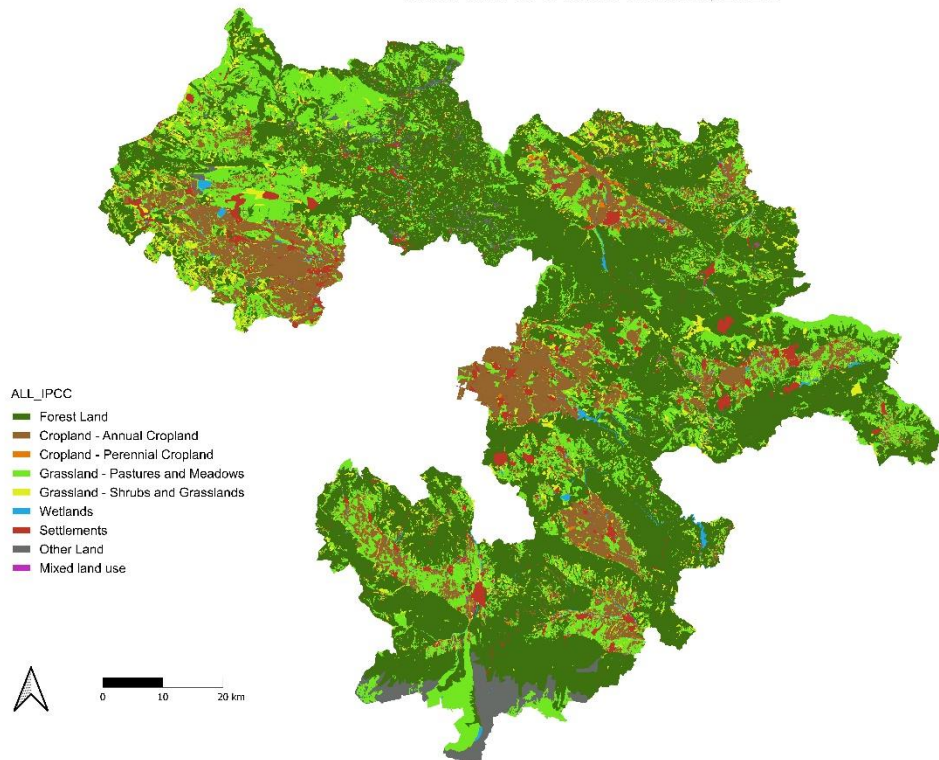 ALL_IPCC
Forest Land
Cropland - Annual Cropland
Cropland - Perennial Cropland
Grassland - Pastures and Meadows
Grassland - Shrubs and Grasslands
Wetlands
Settlements
Other Land
Mixed land use
0 10 20 km